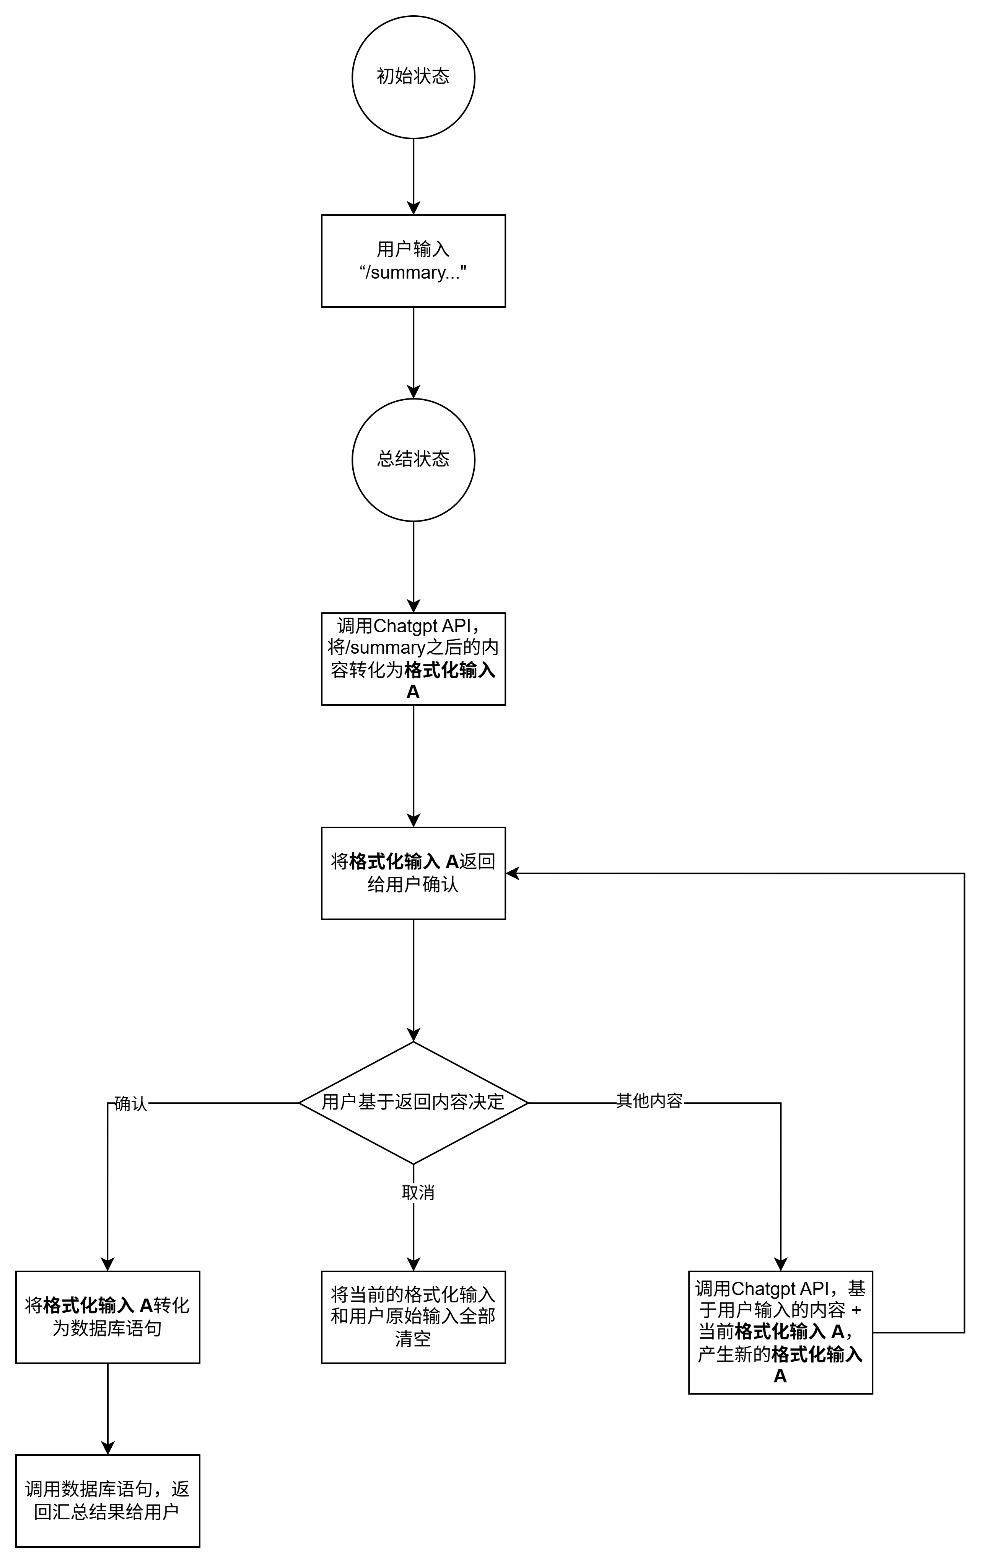 初始状态
用户输入
“/summary..."
总结状态
调用Chatgpt API，
将/summary之后的内
容转化为格式化输入
A
将格式化输入 A返回
给用户确认
用户基于返回内容决定
确认
其他内容
取消
将格式化输入 A转化
为数据库语句
将当前的格式化输入
和用户原始输入全部
清空
调用Chatgpt API，基
于用户输入的内容 +
当前格式化输入 A，
产生新的格式化输入
A
调用数据库语句，返
回汇总结果给用户